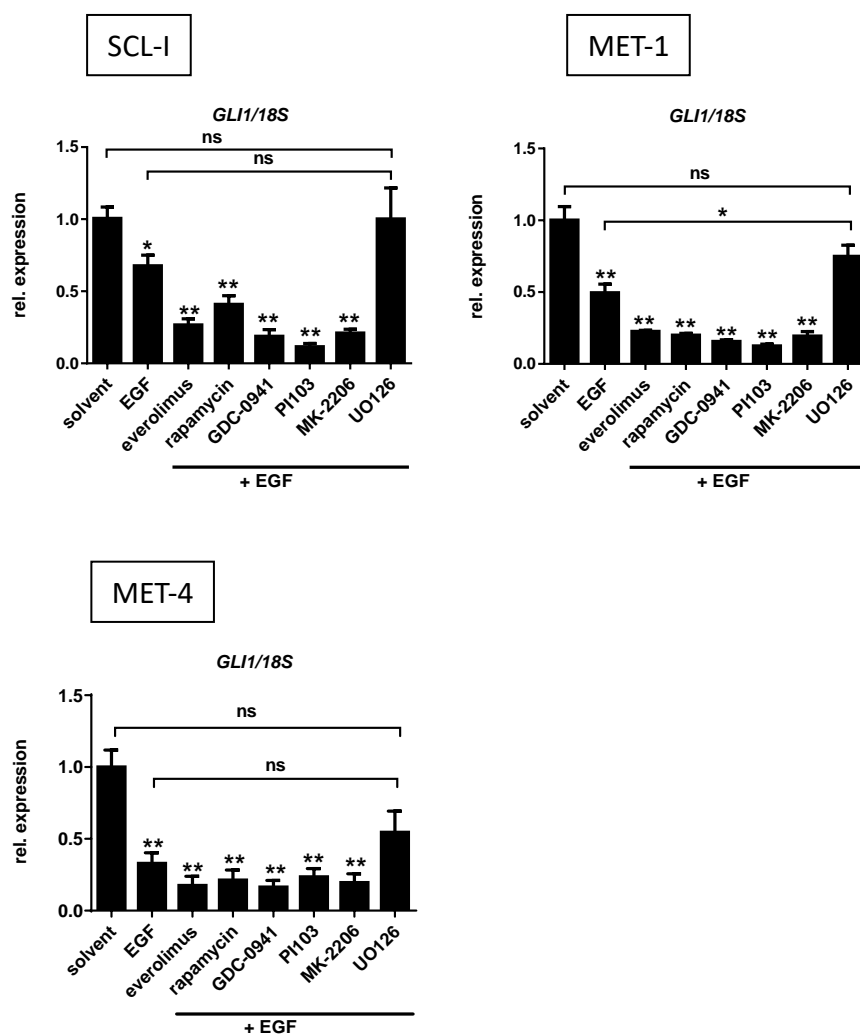 SCL-I
GLI1/18S
ns
ns
1.5
1.0
0.5
0.0
rel. expression
*
**
**
**
**
**
solvent
EGF
everolimus
rapamycin
GDC-0941
PI103
MK-2206
UO126
+ EGF
MET-1
GLI1/18S
ns
*
1.5
1.0
0.5
0.0
rel. expression
**
**
**
**
**
**
solvent
EGF
everolimus
rapamycin
GDC-0941
PI103
MK-2206
UO126
+ EGF
MET-4
GLI1/18S
ns
ns
1.5
1.0
0.5
0.0
rel. expression
**
**
**
**
**
**
solvent
EGF
everolimus
rapamycin
GDC-0941
PI103
MK-2206
UO126
+ EGF